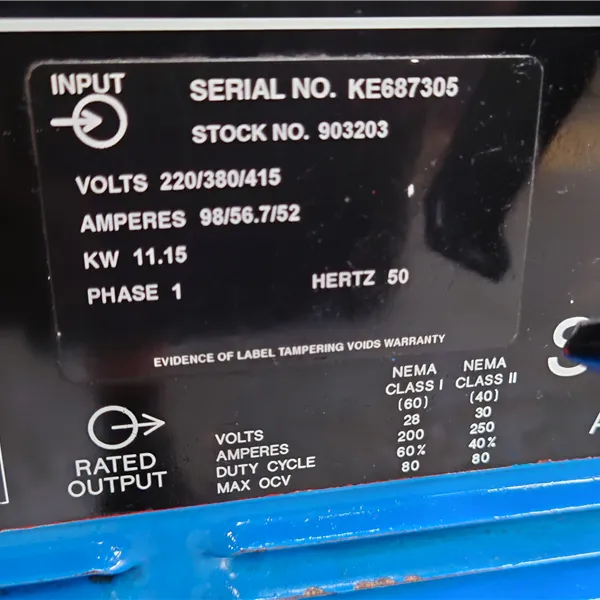 INPUT
SERIAL NO. KE687305
STOCK NO. 903203
VOLTS 220/380/415
AMPERES 98/56.7/52
KW 11.15
PHASE 1 HERTZ 50
EVIDENCE OF LABEL TAMPERING VOIDS WARRANTY
RATED
OUTPUT
NEMA NEMA
CLASS I CLASS II
(60) (40)
VOLTS 28 30
AMPERES 200 250
DUTY CYCLE 60% 40%
MAX OCV 80 80